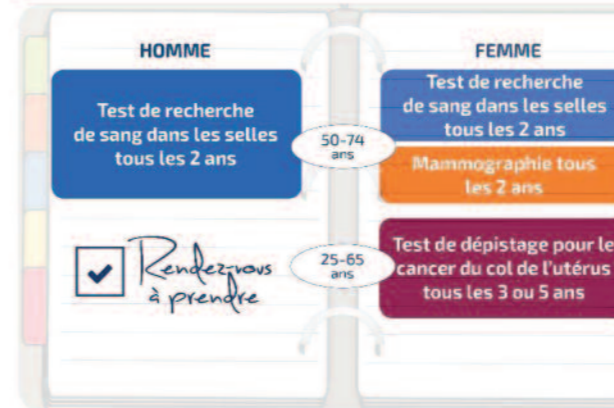 HOMME
Test de recherche
de sang dans les selles
tous les 2 ans
Rendez-vous
à prendre
50-74
ans
25-65
ans
FEMME
Test de recherche
de sang dans les selles
tous les 2 ans
Mammographie tous
les 2 ans
Test de dépistage pour le
cancer du col de l'utérus
tous les 3 ou 5 ans